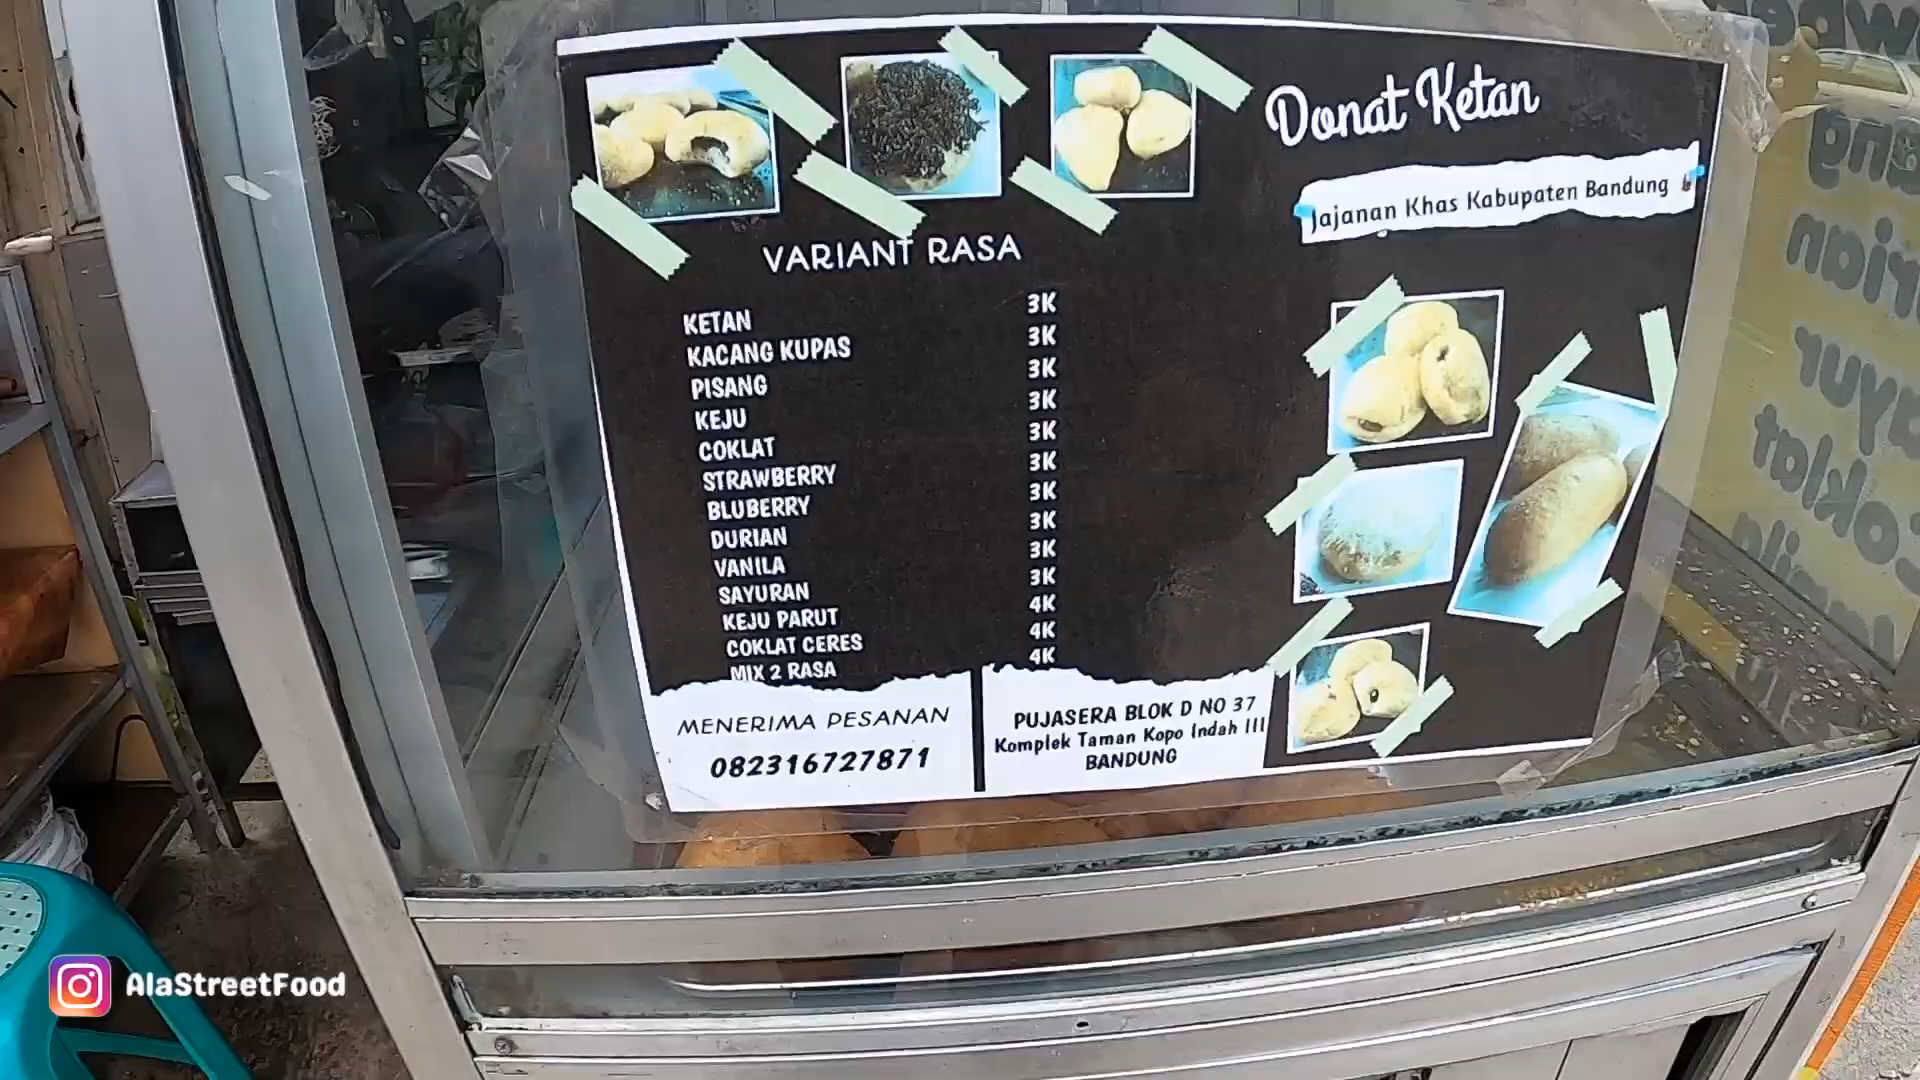 Donat Ketan
Jajanan Khas Kabupaten Bandung
VARIANT RASA
KETAN 3K
KACANG KUPAS 3K
PISANG 3K
KEJU 3K
COKLAT 3K
STRAWBERRY 3K
BLUBERRY 3K
DURIAN 3K
VANILA 3K
SAYURAN 3K
KEJU PARUT 4K
COKLAT CERES 4K
MIX 2 RASA 4K
MENERIMA PESANAN
082316727871
PUJASERA BLOK D NO 37
Komplek Taman Kopo Indah III
BANDUNG
AlaStreetFood